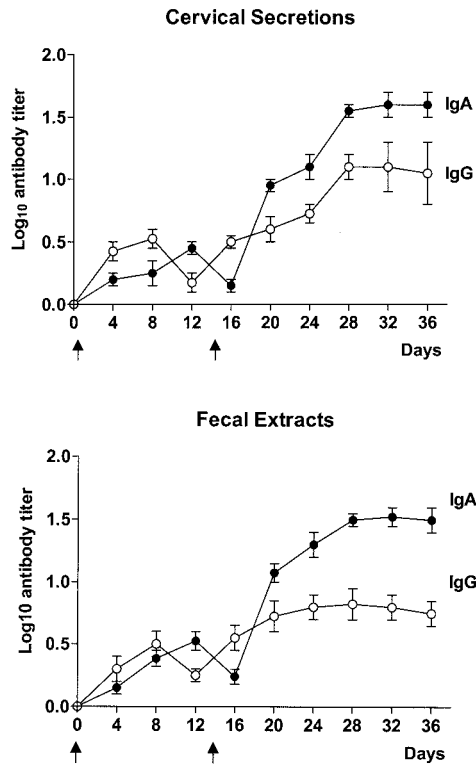 Cervical Secretions
Log10 antibody titer
2.0
1.5
1.0
0.5
0.0
IgA
IgG
0 4 8 12 16 20 24 28 32 36
Days
Fecal Extracts
Log10 antibody titer
2.0
1.5
1.0
0.5
0.0
IgA
IgG
0 4 8 12 16 20 24 28 32 36
Days